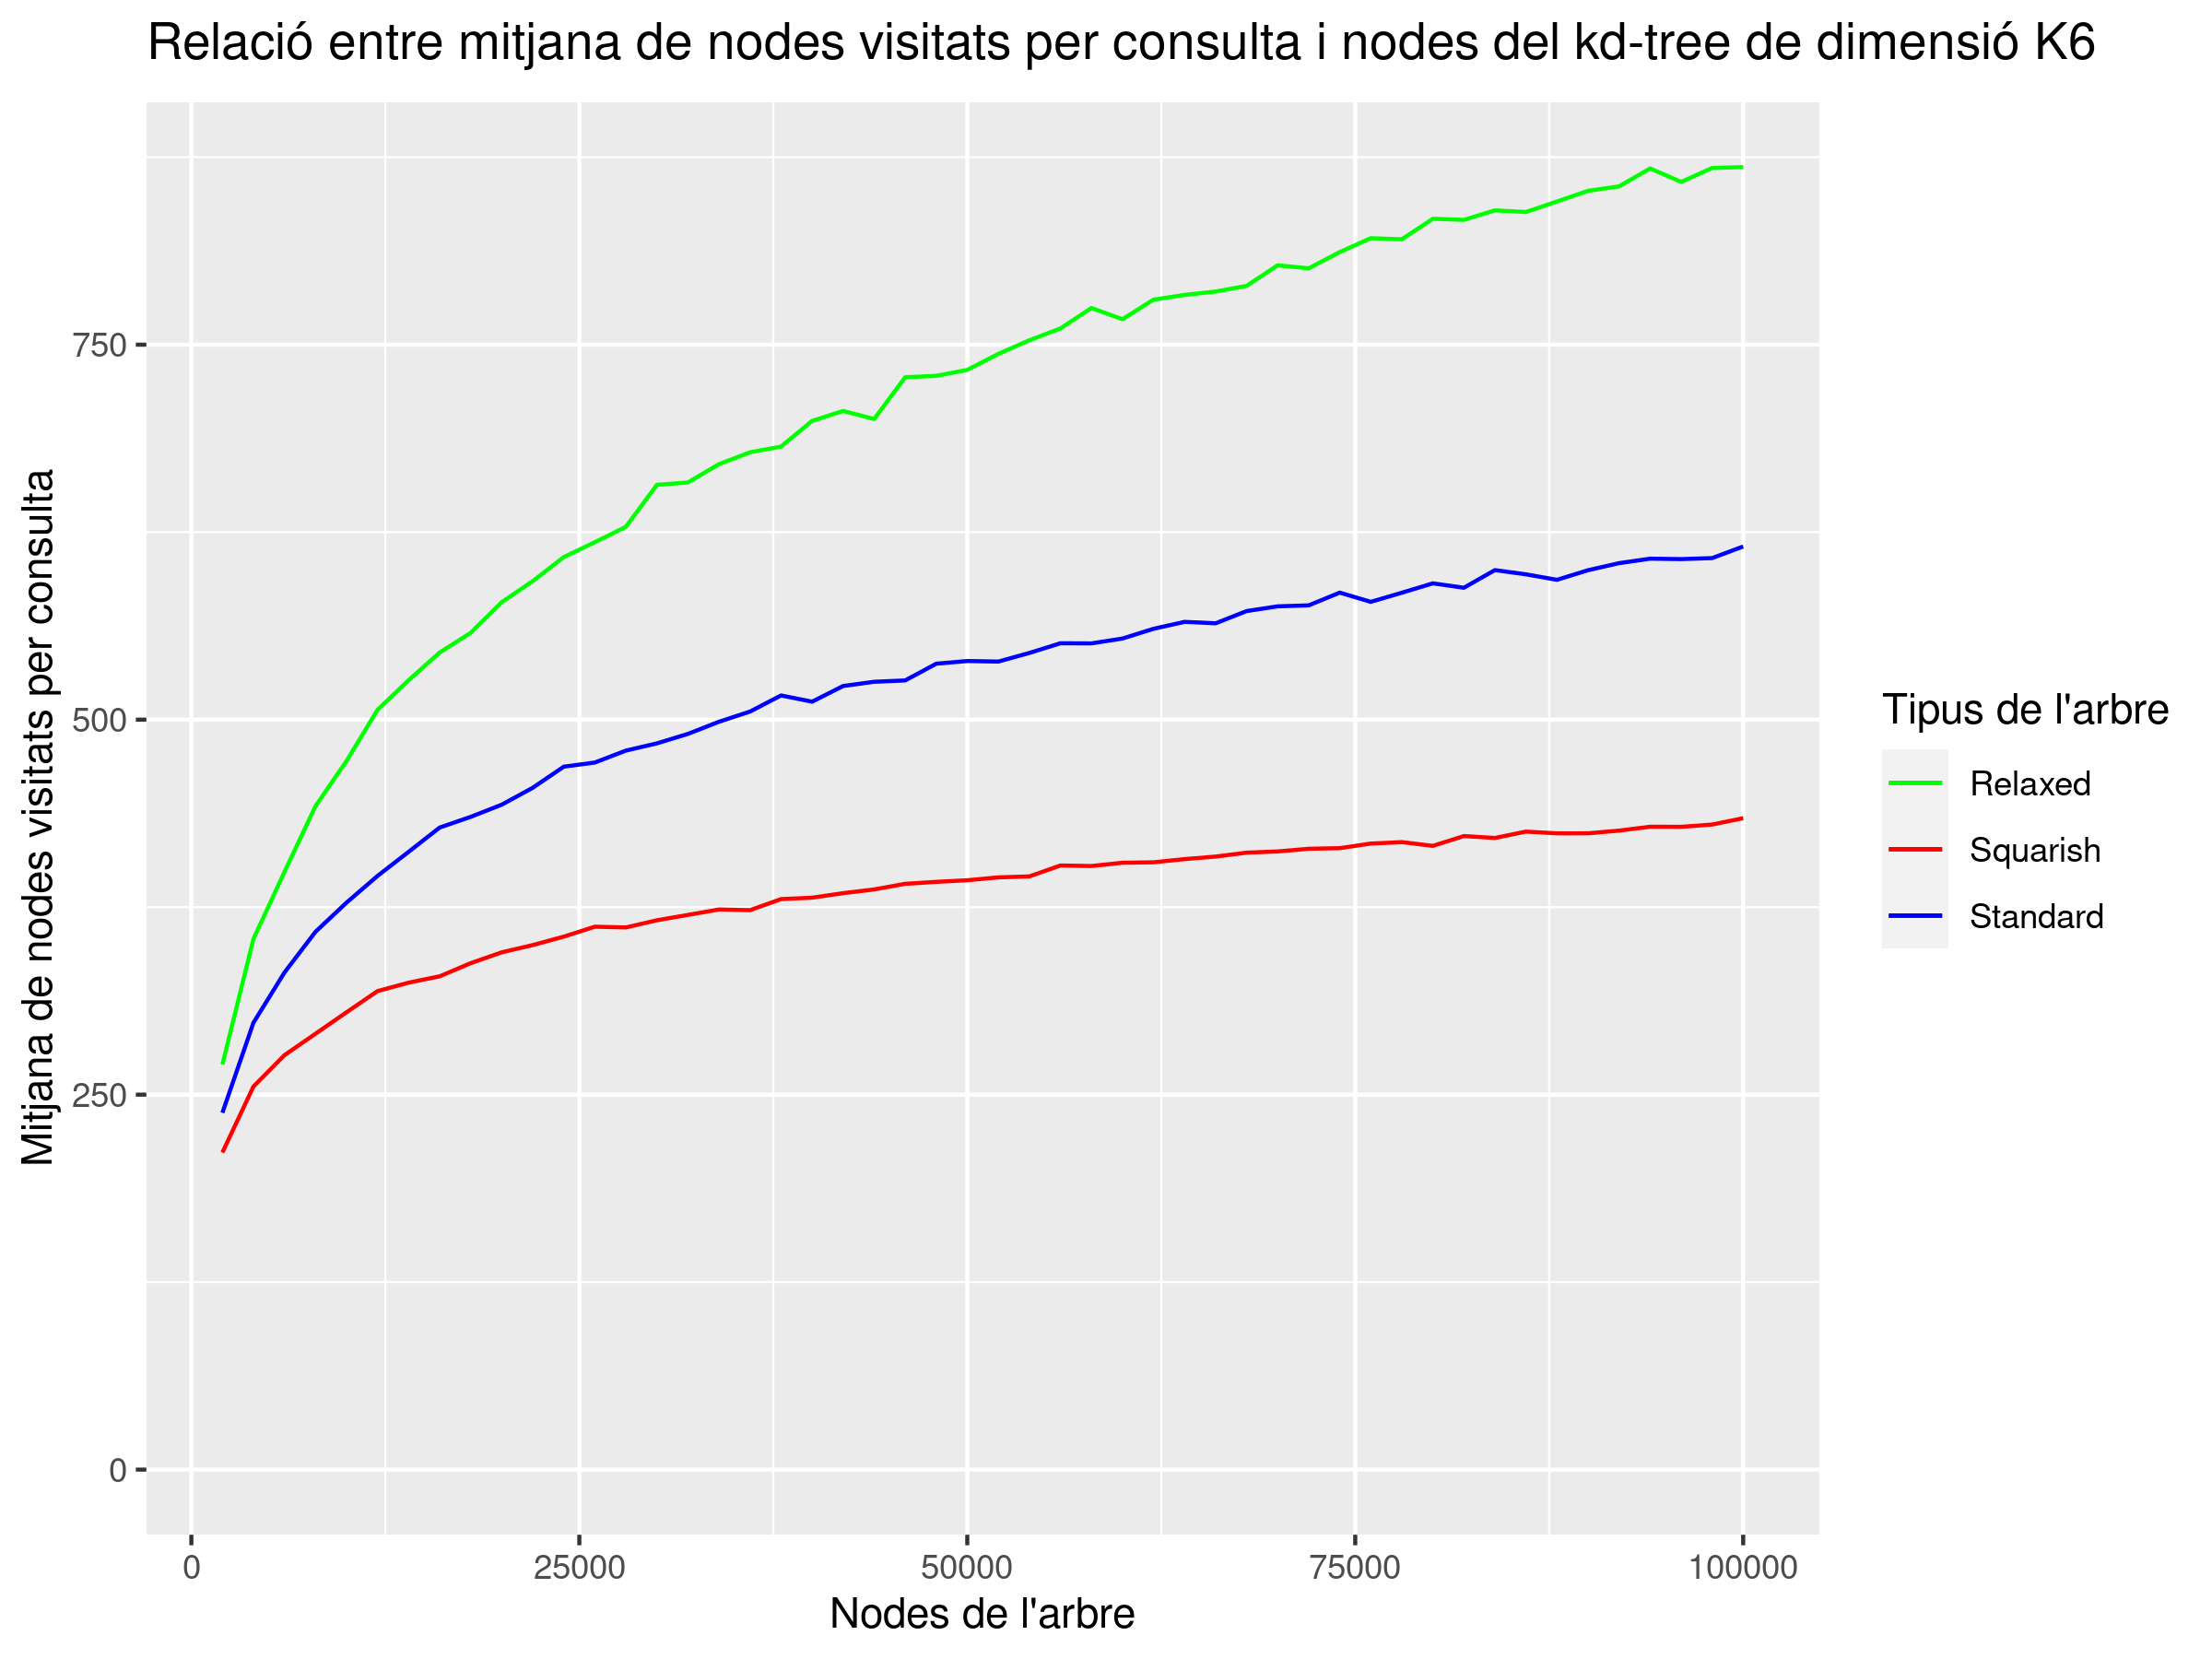 Relació entre mitjana de nodes visitats per consulta i nodes del kd-tree de dimensió K6
Mitjana de nodes visitats per consulta
750
500
250
0
0 25000 50000 75000 100000
Nodes de l'arbre
Tipus de l'arbre
Relaxed
Squarish
Standard